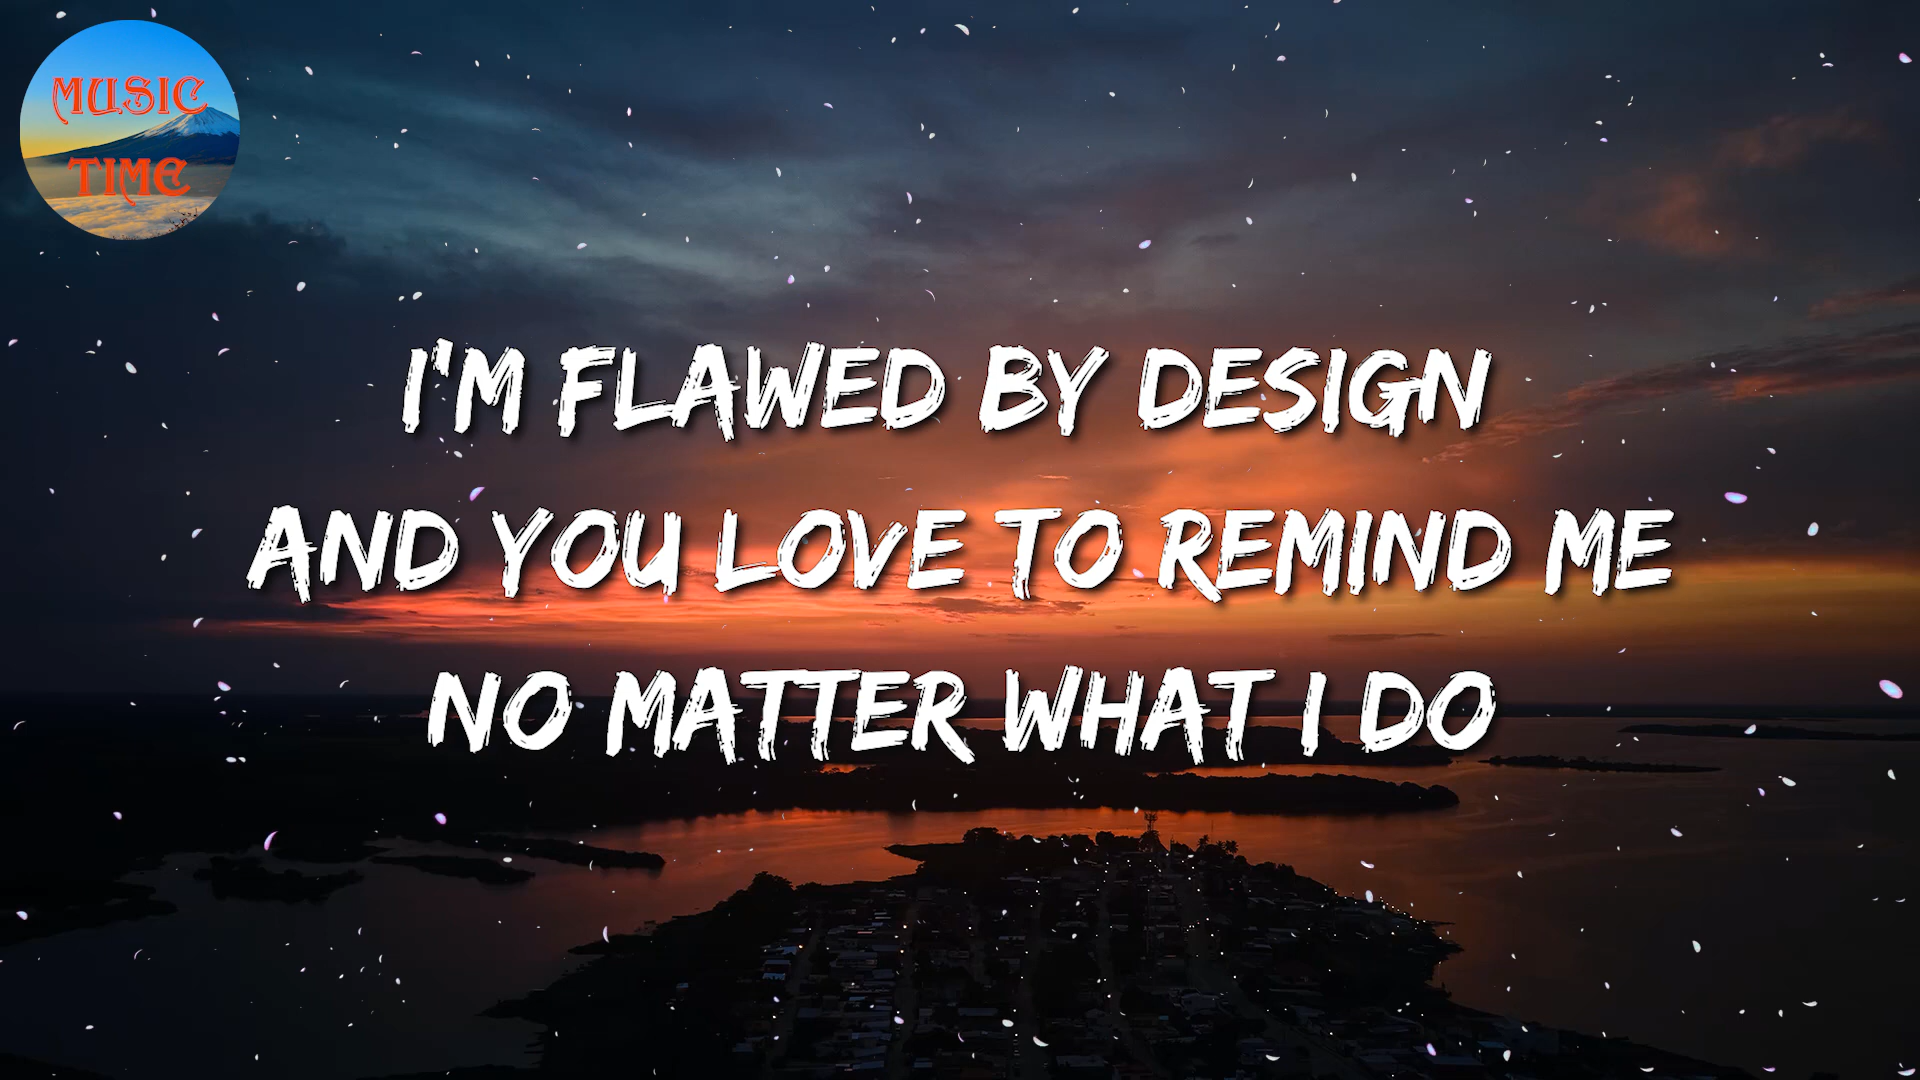 MUSIC
TIME
I'M FLAWED BY DESIGN
AND YOU LOVE TO REMIND ME
NO MATTER WHAT I DO